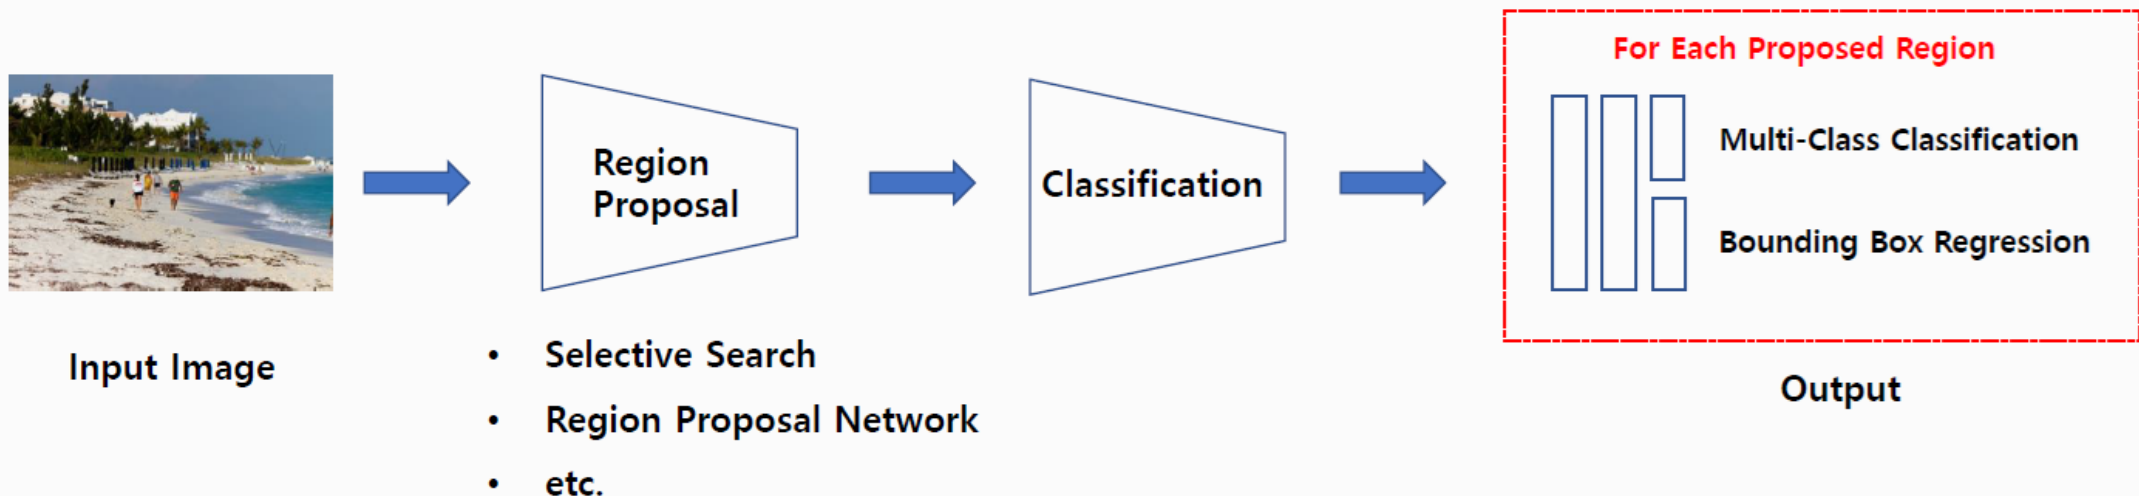 For Each Proposed Region
Region
Proposal
Classification
Multi-Class Classification
Bounding Box Regression
Input Image
• Selective Search
• Region Proposal Network
• etc.
Output